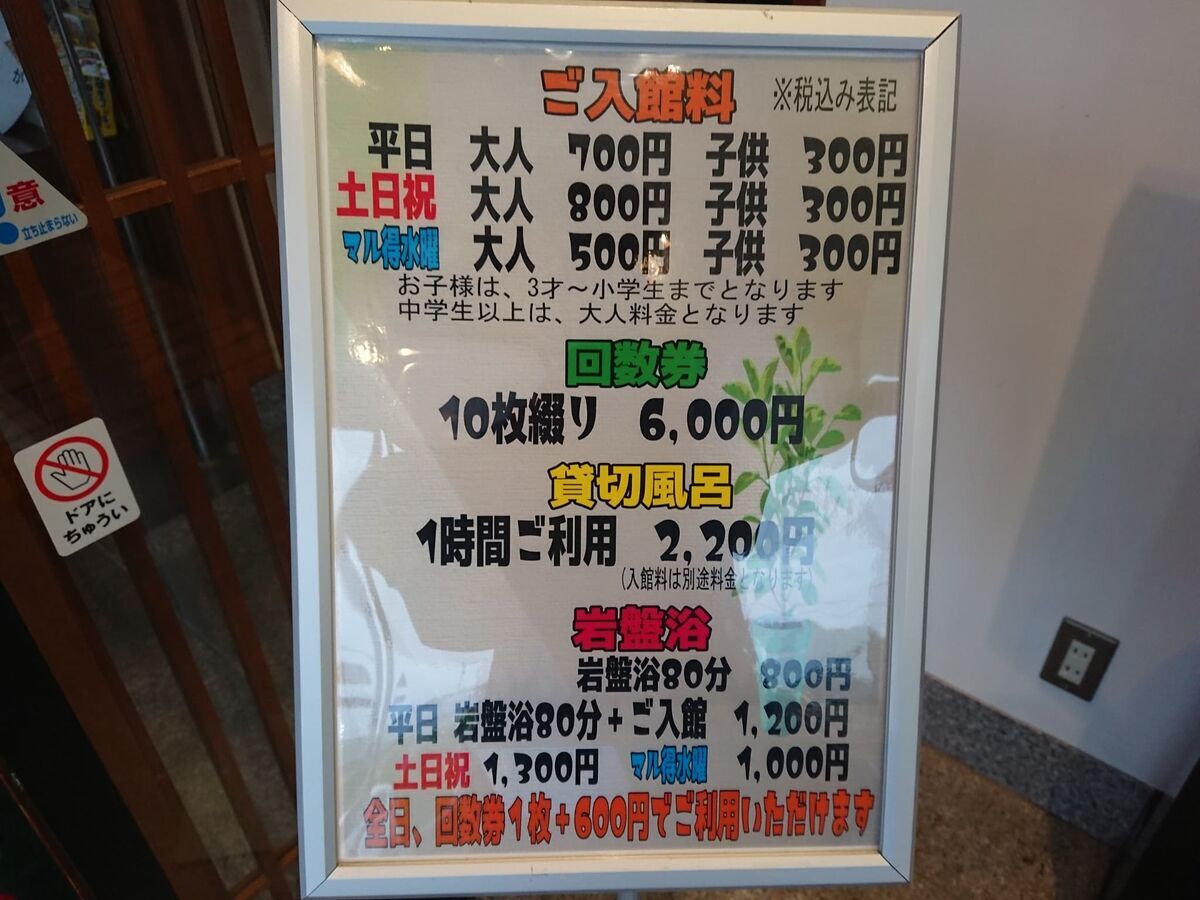 ご入館料 ※税込み表記
平日 大人 700円 子供 300円
土日祝 大人 800円 子供 300円
マル得水曜 大人 500円 子供 300円
お子様は、3才～小学生までとなります
中学生以上は、大人料金となります
回数券
10枚綴り 6,000円
貸切風呂
1時間ご利用 2,200円
(入館料は別途料金となります)
岩盤浴
岩盤浴80分 800円
平日 岩盤浴80分+ご入館 1,200円
土日祝 1,300円 マル得水曜 1,000円
全日、回数券1枚+600円でご利用いただけます
意
立ち止まらない
ドアに
ちゅうい